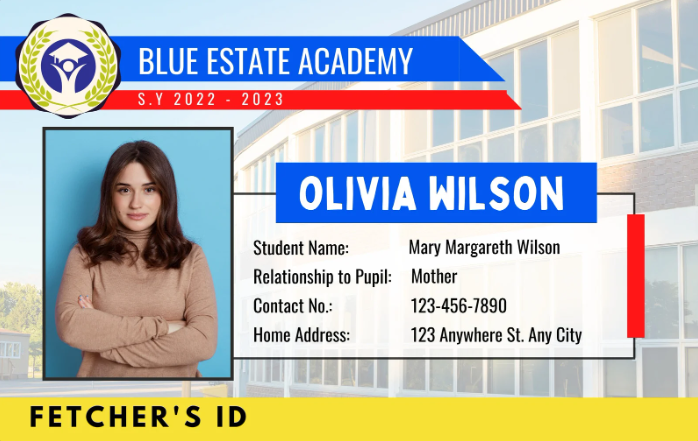 BLUE ESTATE ACADEMY
S.Y 2022 - 2023
OLIVIA WILSON
Student Name: Mary Margareth Wilson
Relationship to Pupil: Mother
Contact No.: 123-456-7890
Home Address: 123 Anywhere St. Any City
FETCHER'S ID